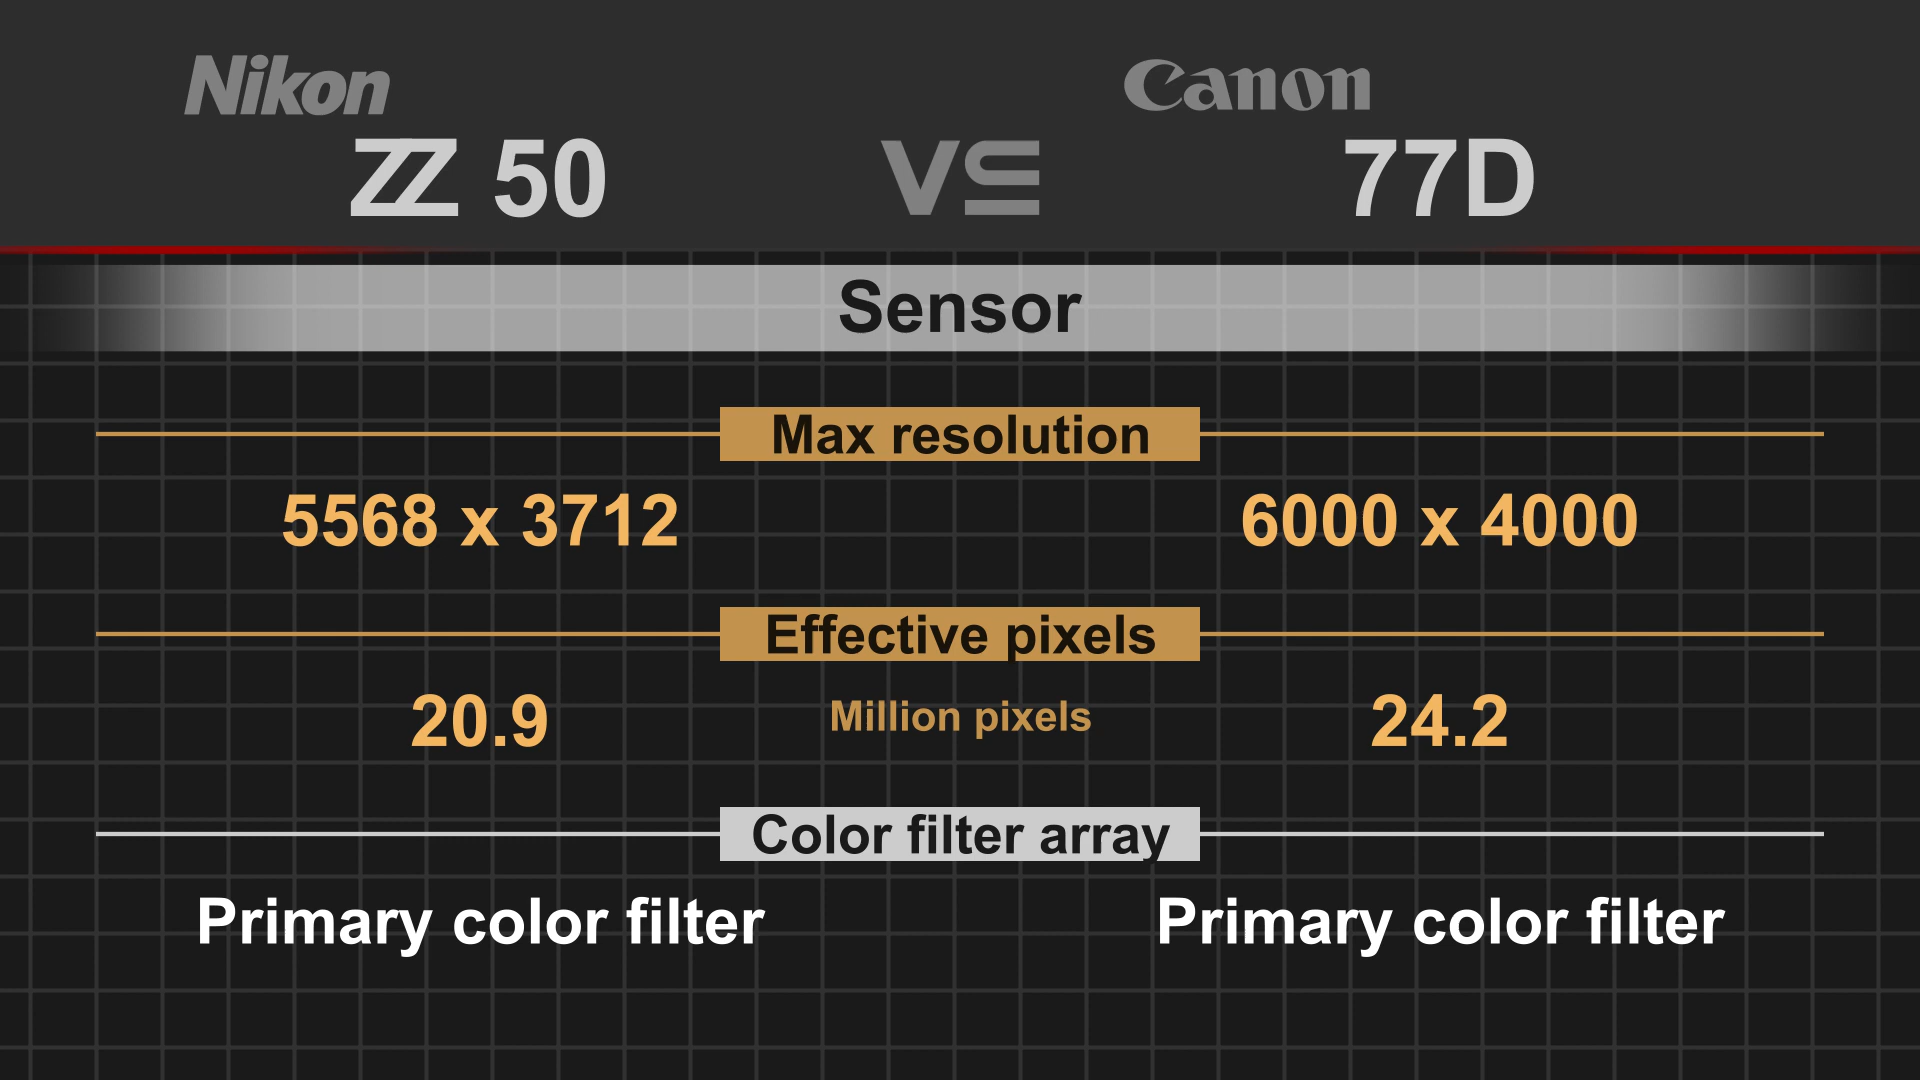 Nikon
Canon
ZZ 50
VS
77D
Sensor
Max resolution
5568 x 3712
6000 x 4000
Effective pixels
20.9
Million pixels
24.2
Color filter array
Primary color filter
Primary color filter